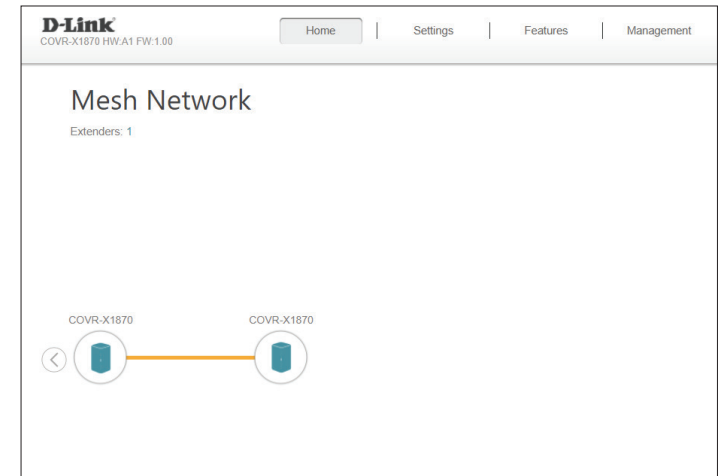 D-Link
COVR-X1870 HW:A1 FW:1.00
Home
Settings
Features
Management
Mesh Network
Extenders: 1
COVR-X1870
COVR-X1870